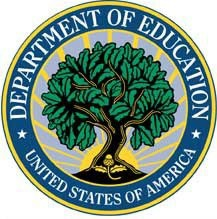 DEPARTMENT OF EDUCATION
UNITED STATES OF AMERICA